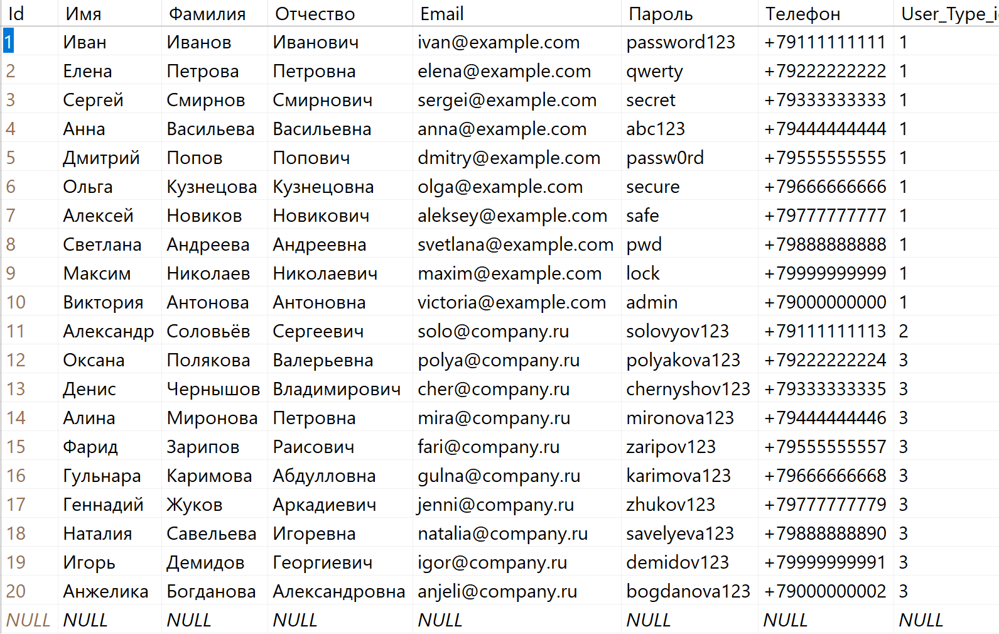 Id Имя Фамилия Отчество Email Пароль Телефон User_Type_i
1 Иван Иванов Иванович ivan@example.com password123 +79111111111 1
2 Елена Петрова Петровна elena@example.com qwerty +79222222222 1
3 Сергей Смирнов Смирнович sergei@example.com secret +79333333333 1
4 Анна Васильева Васильевна anna@example.com abc123 +79444444444 1
5 Дмитрий Попов Попович dmitry@example.com passw0rd +79555555555 1
6 Ольга Кузнецова Кузнецовна olga@example.com secure +79666666666 1
7 Алексей Новиков Новикович aleksey@example.com safe +79777777777 1
8 Светлана Андреева Андреевна svetlana@example.com pwd +79888888888 1
9 Максим Николаев Николаевич maxim@example.com lock +79999999999 1
10 Виктория Антонова Антоновна victoria@example.com admin +79000000000 1
11 Александр Соловьёв Сергеевич solo@company.ru solovyov123 +79111111113 2
12 Оксана Полякова Валерьевна polya@company.ru polyakova123 +79222222224 3
13 Денис Чернышов Владимирович cher@company.ru chernyshov123 +79333333335 3
14 Алина Миронова Петровна mira@company.ru mironova123 +79444444446 3
15 Фарид Зарипов Раисович fari@company.ru zaripov123 +79555555557 3
16 Гульнара Каримова Абдулловна gulna@company.ru karimova123 +79666666668 3
17 Геннадий Жуков Аркадиевич jenni@company.ru zhukov123 +79777777779 3
18 Наталия Савельева Игоревна natalia@company.ru savelyeva123 +79888888890 3
19 Игорь Демидов Георгиевич igor@company.ru demidov123 +79999999991 3
20 Анжелика Богданова Александровна anjeli@company.ru bogdanova123 +79000000002 3
NULL NULL NULL NULL NULL NULL NULL NULL